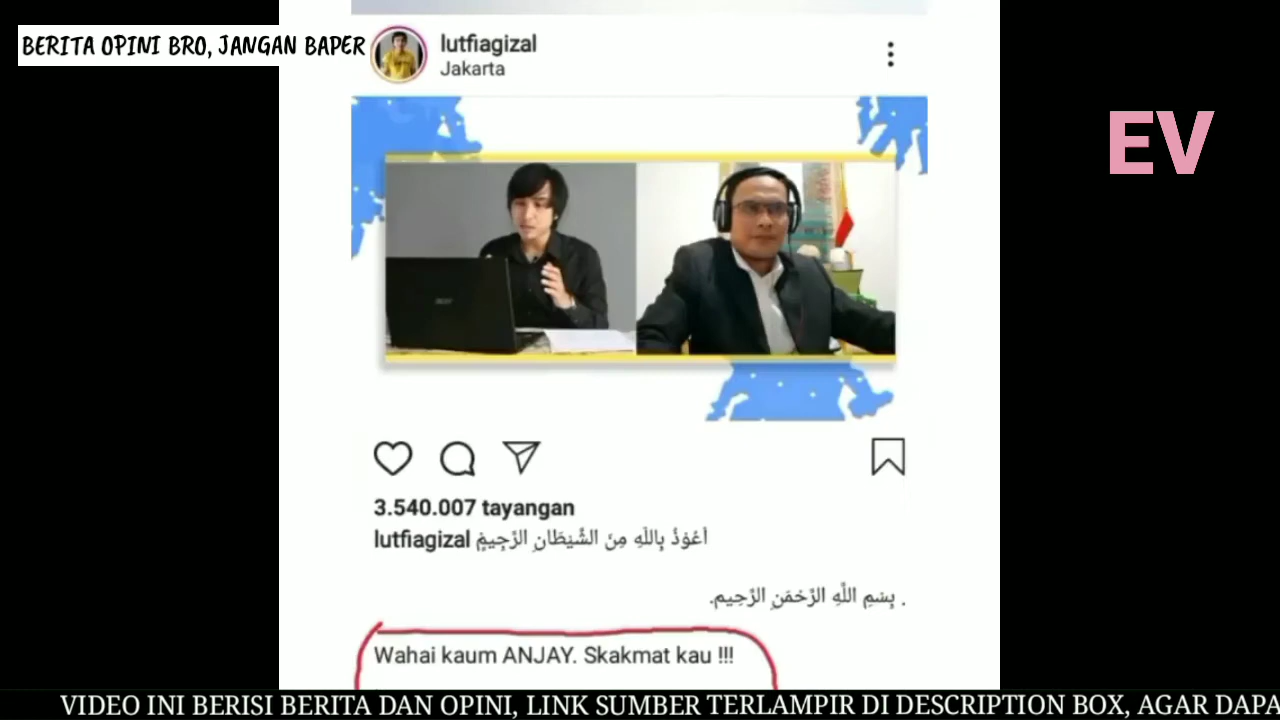 BERITA OPINI BRO, JANGAN BAPER
lutfiagizal
Jakarta
EV
acer
3.540.007 tayangan
lutfiagizal أَعُوْذُ بِاللّٰهِ مِنَ الشَّيْطَانِ الرَّجِيمِ
. بِسْمِ اللَّهِ الرَّحْمَنِ الرَّحِيم.
Wahai kaum ANJAY. Skakmat kau !!!
VIDEO INI BERISI BERITA DAN OPINI, LINK SUMBER TERLAMPIR DI DESCRIPTION BOX, AGAR DAPA